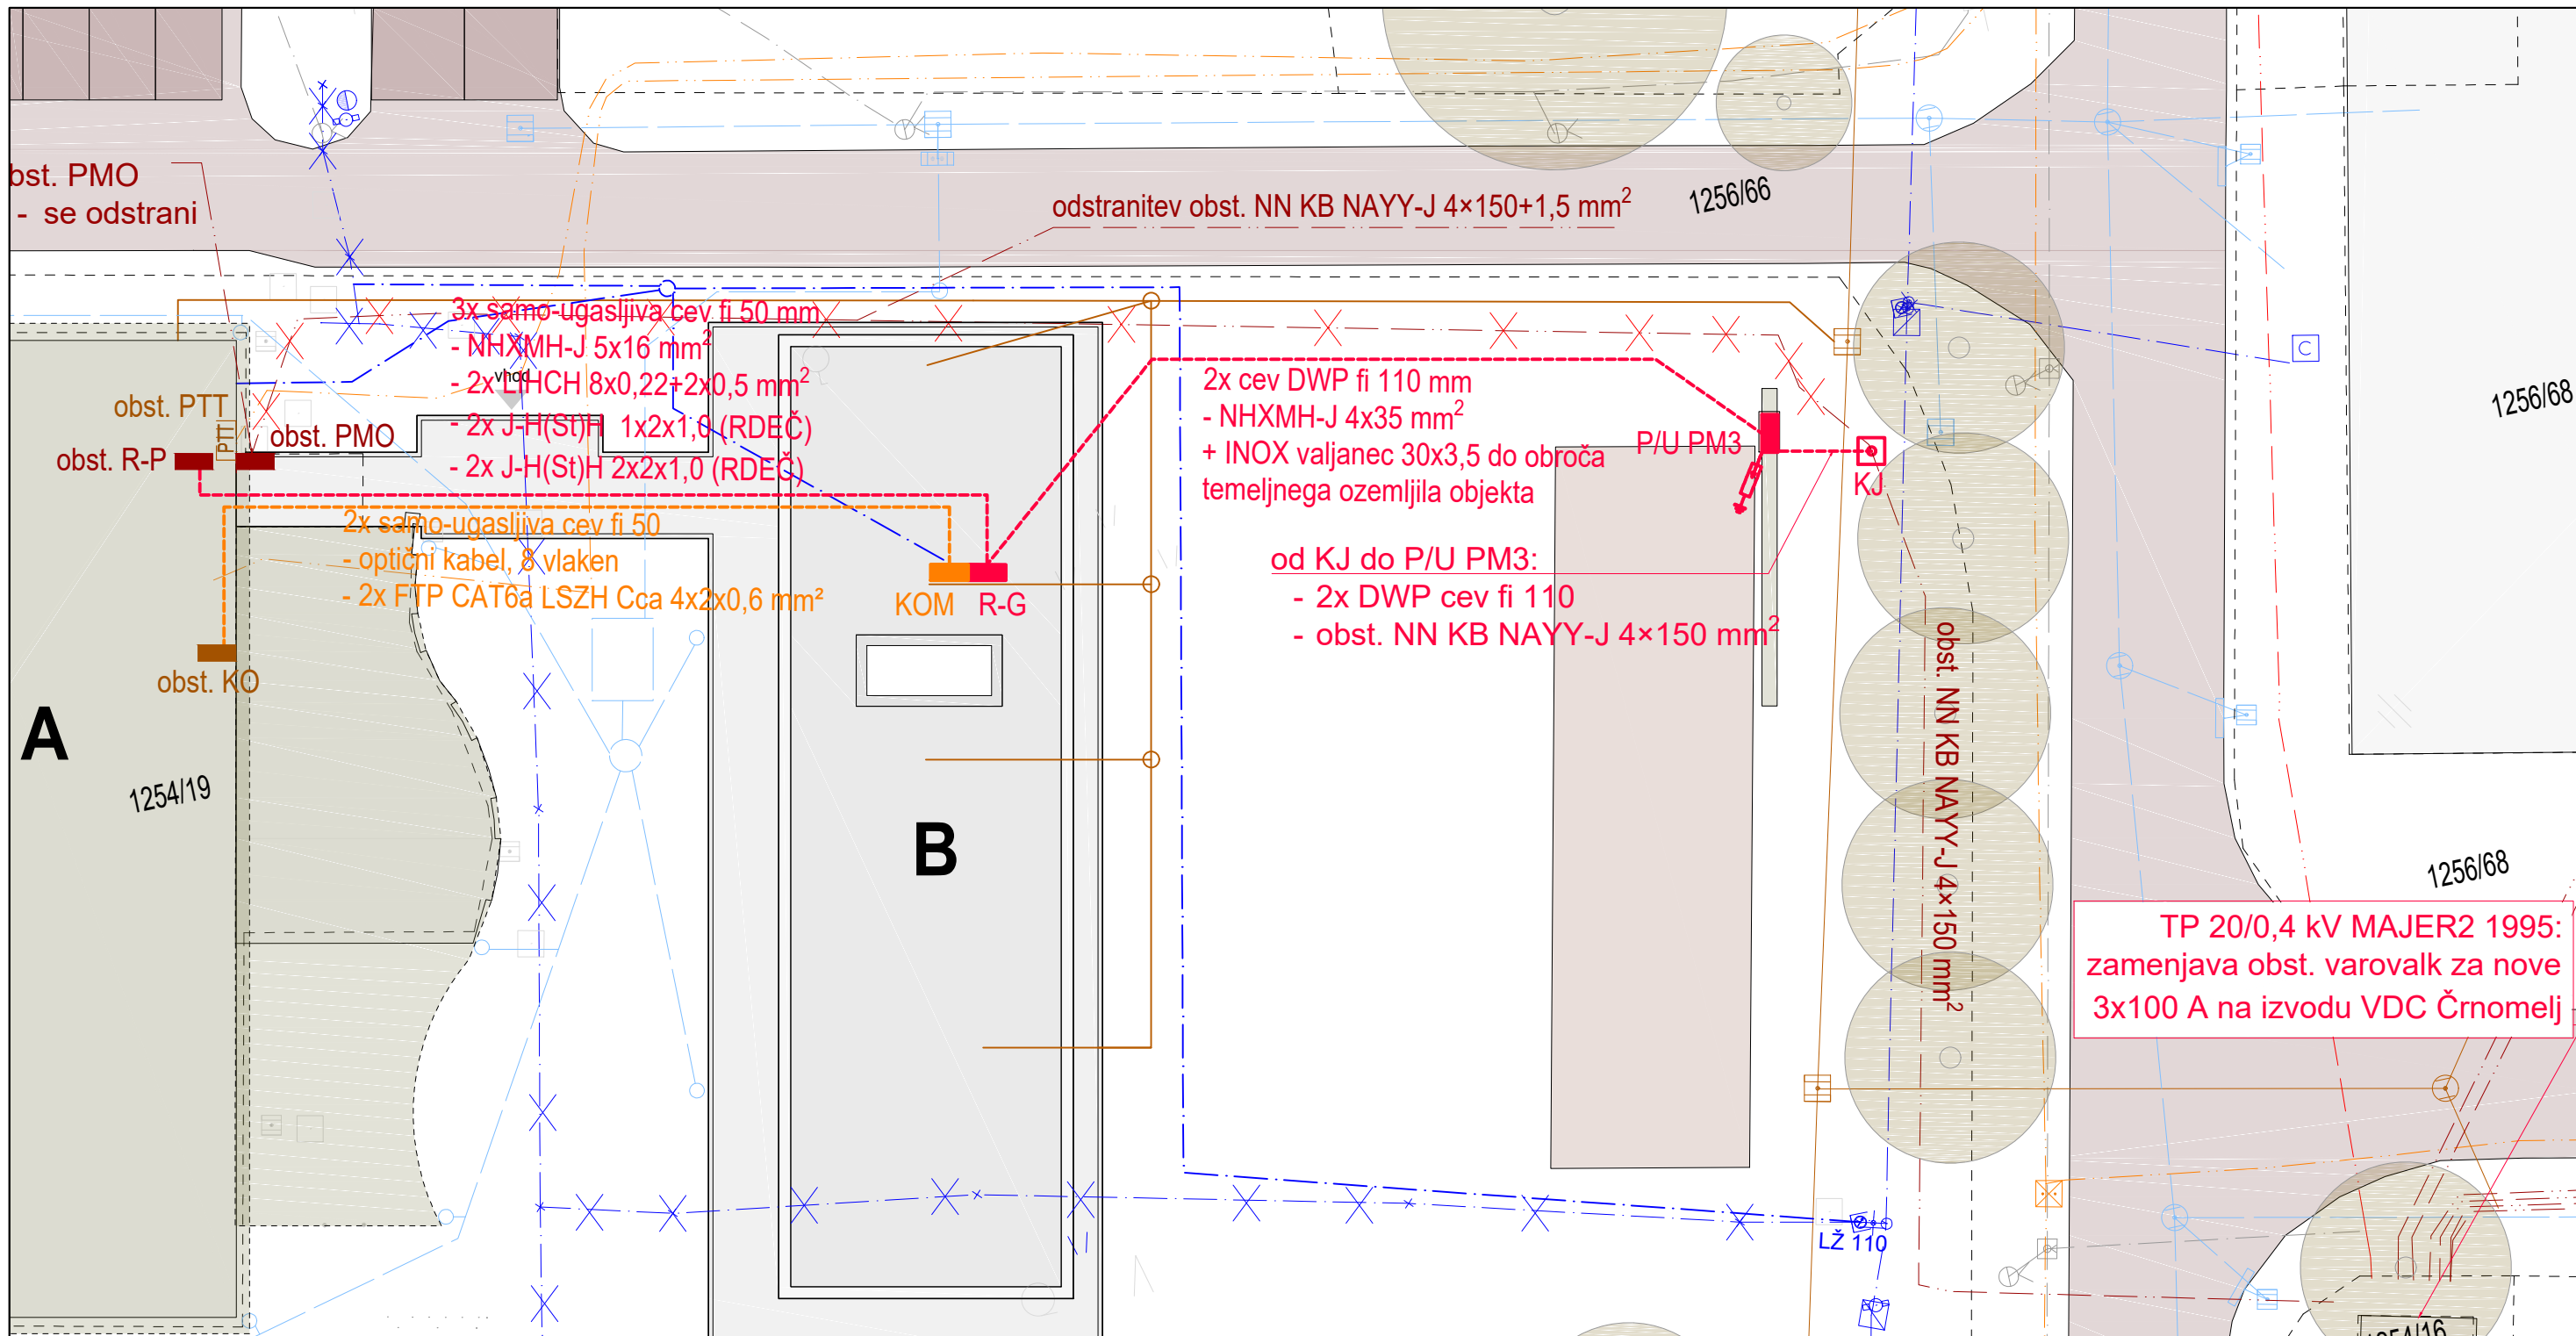 bst. PMO
- se odstrani
odstranitev obst. NN KB NAYY-J 4×150+1,5 mm²
1256/66
1256/68
3x samo-ugasljiva cev fi 50 mm
- NHXMH-J 5x16 mm²
- 2x LiHCH 8x0,22+2x0,5 mm²
- 2x J-H(St)H 1x2x1,0 (RDEČ)
- 2x J-H(St)H 2x2x1,0 (RDEČ)
vhod
obst. PTT
PTT
obst. PMO
obst. R-P
2x cev DWP fi 110 mm
- NHXMH-J 4x35 mm²
+ INOX valjanec 30x3,5 do obroča
temeljnega ozemljila objekta
P/U PM3
KJ
C
2x samo-ugasljiva cev fi 50
- optični kabel, 8 vlaken
- 2x FTP CAT6a LSZH Cca 4x2x0,6 mm²
KOM
R-G
od KJ do P/U PM3:
- 2x DWP cev fi 110
- obst. NN KB NAYY-J 4×150 mm²
obst. KO
A
1254/19
B
obst. NN KB NAYY-J 4×150 mm²
1256/68
TP 20/0,4 kV MAJER2 1995:
zamenjava obst. varovalk za nove
3x100 A na izvodu VDC Črnomelj
LŽ 110
1254/16